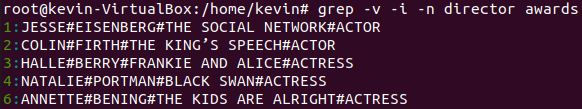 root@kevin-VirtualBox:/home/kevin# grep -v -i -n director awards
1:JESSE#EISENBERG#THE SOCIAL NETWORK#ACTOR
2:COLIN#FIRTH#THE KING’S SPEECH#ACTOR
3:HALLE#BERRY#FRANKIE AND ALICE#ACTRESS
4:NATALIE#PORTMAN#BLACK SWAN#ACTRESS
6:ANNETTE#BENING#THE KIDS ARE ALRIGHT#ACTRESS